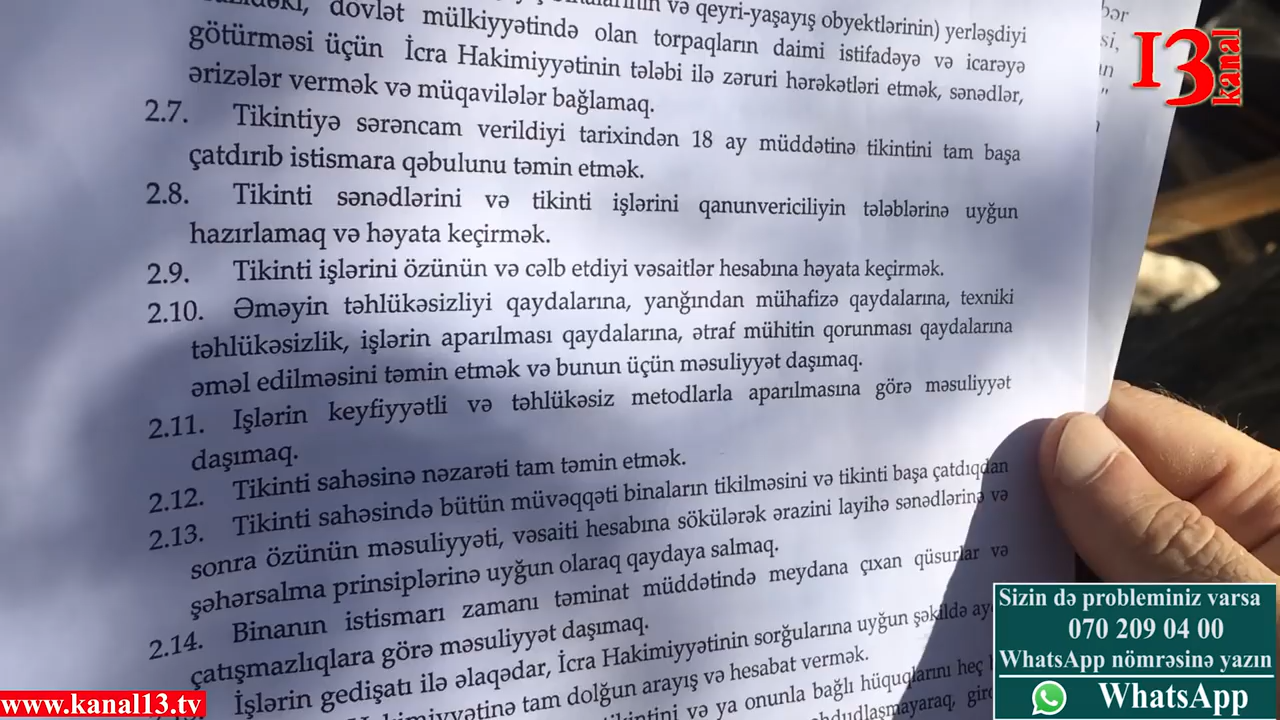 və qeyri-yaşayış obyektlərinin) yerləşdiyi
dövlət mülkiyyətində olan torpaqların daimi istifadəyə və icarəyə
götürməsi üçün İcra Hakimiyyətinin tələbi ilə zəruri hərəkətləri etmək, sənədlər,
ərizələr vermək və müqavilələr bağlamaq.
2.7. Tikintiyə sərəncam verildiyi tarixindən 18 ay müddətinə tikintini tam başa
çatdırıb istismara qəbulunu təmin etmək.
2.8. Tikinti sənədlərini və tikinti işlərini qanunvericiliyin tələblərinə uyğun
hazırlamaq və həyata keçirmək.
2.9. Tikinti işlərini özünün və cəlb etdiyi vəsaitlər hesabına həyata keçirmək.
2.10. Əməyin təhlükəsizliyi qaydalarına, yanğından mühafizə qaydalarına, texniki
təhlükəsizlik, işlərin aparılması qaydalarına, ətraf mühitin qorunması qaydalarına
əməl edilməsini təmin etmək və bunun üçün məsuliyyət daşımaq.
2.11. Işlərin keyfiyyətli və təhlükəsiz metodlarla aparılmasına görə məsuliyyət
daşımaq.
2.12. Tikinti sahəsinə nəzarəti tam təmin etmək.
2.13. Tikinti sahəsində bütün müvəqqəti binaların tikilməsini və tikinti başa çatdıqdan
sonra özünün məsuliyyəti, vəsaiti hesabına sökülərək ərazini layihə sənədlərinə və
şəhərsalma prinsiplərinə uyğun olaraq qaydaya salmaq.
2.14. Binanın istismarı zamanı təminat müddətində meydana çıxan qüsurlar və
çatışmazlıqlara görə məsuliyyət daşımaq.
İşlərin gedişatı ilə əlaqədar, İcra Hakimiyyətinin sorğularına uyğun şəkildə
tam dolğun arayış və hesabat vermək.
və ya onunla bağlı hüquqlarını heç
13 kanal
Sizin də probleminiz varsa
070 209 04 00
WhatsApp nömrəsinə yazın
WhatsApp
www.kanal13.tv